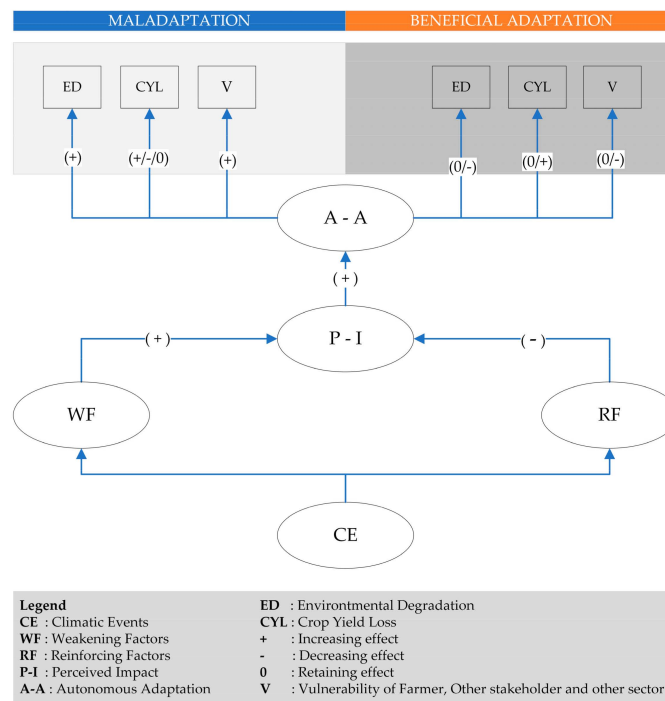 MALADAPTATION BENEFICIAL ADAPTATION
ED CYL V ED CYL V
(+) (+/-/0) (+) (0/-) (0/+) (0/-)
A - A
(+)
P - I
(+) (-)
WF RF
CE
Legend
CE : Climatic Events
WF : Weakening Factors
RF : Reinforcing Factors
P-I : Perceived Impact
A-A : Autonomous Adaptation
ED : Environtmental Degradation
CYL : Crop Yield Loss
+ : Increasing effect
- : Decreasing effect
0 : Retaining effect
V : Vulnerability of Farmer, Other stakeholder and other sector